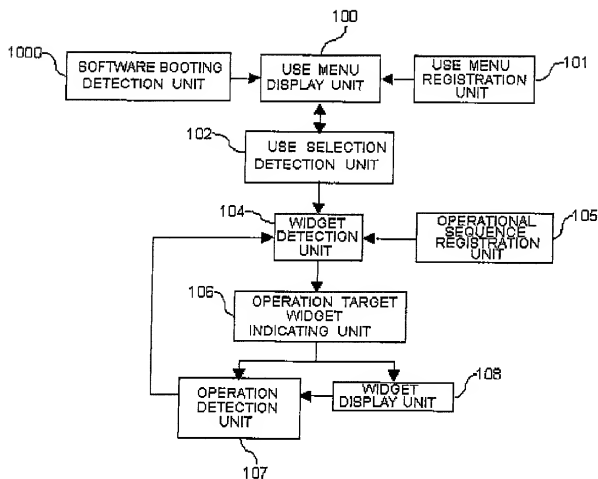 100
1000
SOFTWARE BOOTING
DETECTION UNIT
USE MENU
DISPLAY UNIT
USE MENU
REGISTRATION
UNIT
101
102
USE SELECTION
DETECTION UNIT
104
WIDGET
DETECTION
UNIT
OPERATIONAL
SEQUENCE
REGISTRATION
UNIT
105
106
OPERATION TARGET
WIDGET
INDICATING UNIT
OPERATION
DETECTION
UNIT
WIDGET
DISPLAY UNIT
108
107